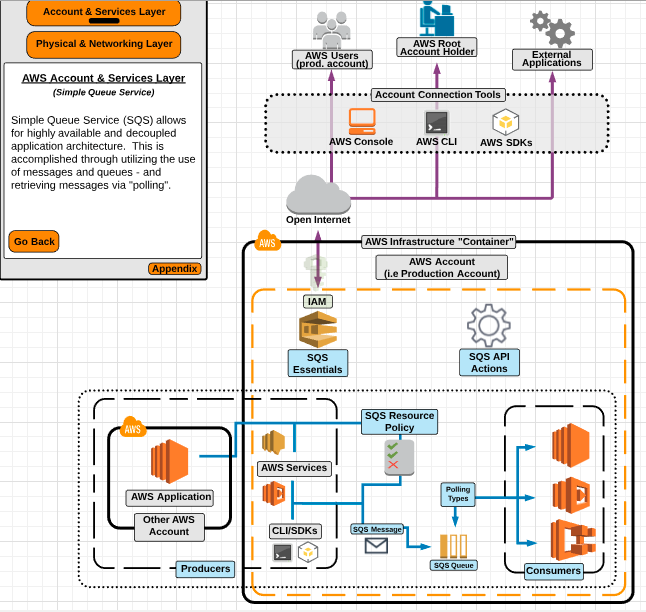 Account & Services Layer
Physical & Networking Layer
AWS Account & Services Layer
(Simple Queue Service)
Simple Queue Service (SQS) allows
for highly available and decoupled
application architecture. This is
accomplished through utilizing the use
of messages and queues - and
retrieving messages via "polling".
Go Back
Appendix
AWS Users
(prod. account)
AWS Root
Account Holder
External
Applications
Account Connection Tools
AWS Console
AWS CLI
AWS SDKs
Open Internet
AWS
AWS Infrastructure "Container"
AWS Account
(i.e Production Account)
IAM
SQS
Essentials
SQS API
Actions
AWS
AWS Application
Other AWS
Account
Producers
AWS Services
CLI/SDKs
SQS Resource
Policy
SQS Message
Polling
Types
SQS Queue
Consumers